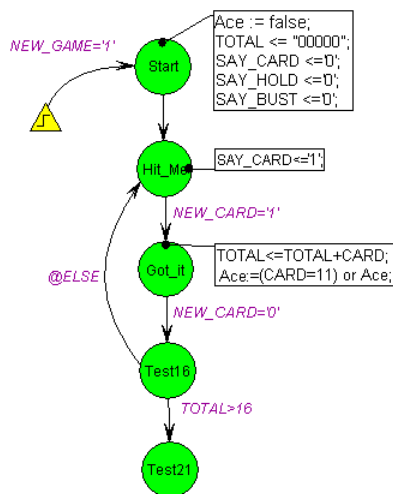 Ace := false;
TOTAL <= "00000";
SAY_CARD <='0';
SAY_HOLD <='0';
SAY_BUST <='0';
NEW_GAME='1'
Start
Hit_Me
SAY_CARD<='1';
NEW_CARD='1'
@ELSE
Got_it
TOTAL<=TOTAL+CARD;
Ace:=(CARD=11) or Ace;
NEW_CARD='0'
Test16
TOTAL>16
Test21